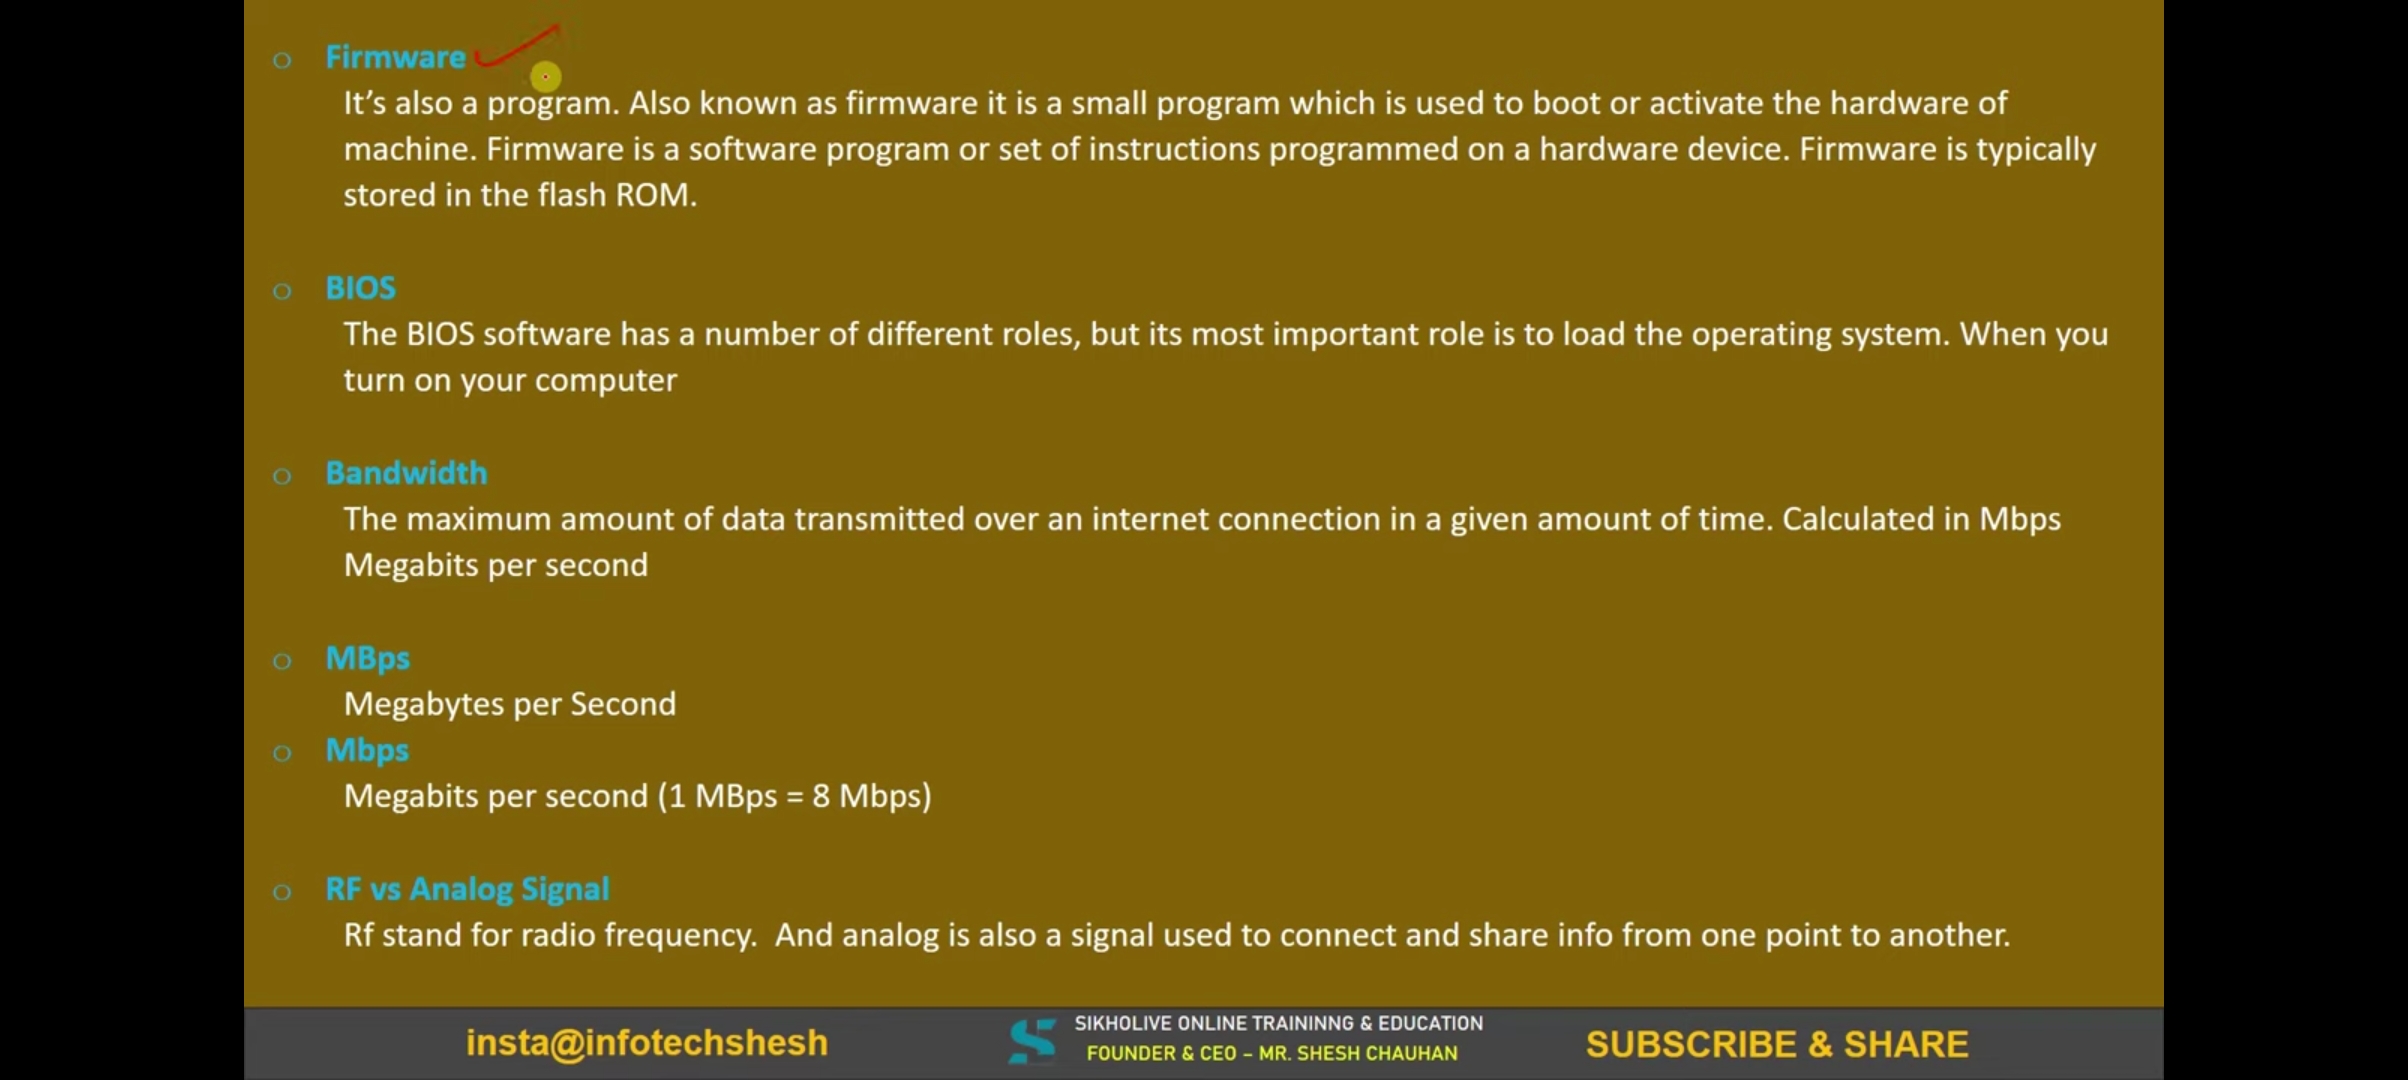 Firmware
It’s also a program. Also known as firmware it is a small program which is used to boot or activate the hardware of
machine. Firmware is a software program or set of instructions programmed on a hardware device. Firmware is typically
stored in the flash ROM.
BIOS
The BIOS software has a number of different roles, but its most important role is to load the operating system. When you
turn on your computer
Bandwidth
The maximum amount of data transmitted over an internet connection in a given amount of time. Calculated in Mbps
Megabits per second
MBps
Megabytes per Second
Mbps
Megabits per second (1 MBps = 8 Mbps)
RF vs Analog Signal
Rf stand for radio frequency.  And analog is also a signal used to connect and share info from one point to another.
insta@infotechshesh
SIKHOLIVE ONLINE TRAININNG & EDUCATION
FOUNDER & CEO – MR. SHESH CHAUHAN
SUBSCRIBE & SHARE